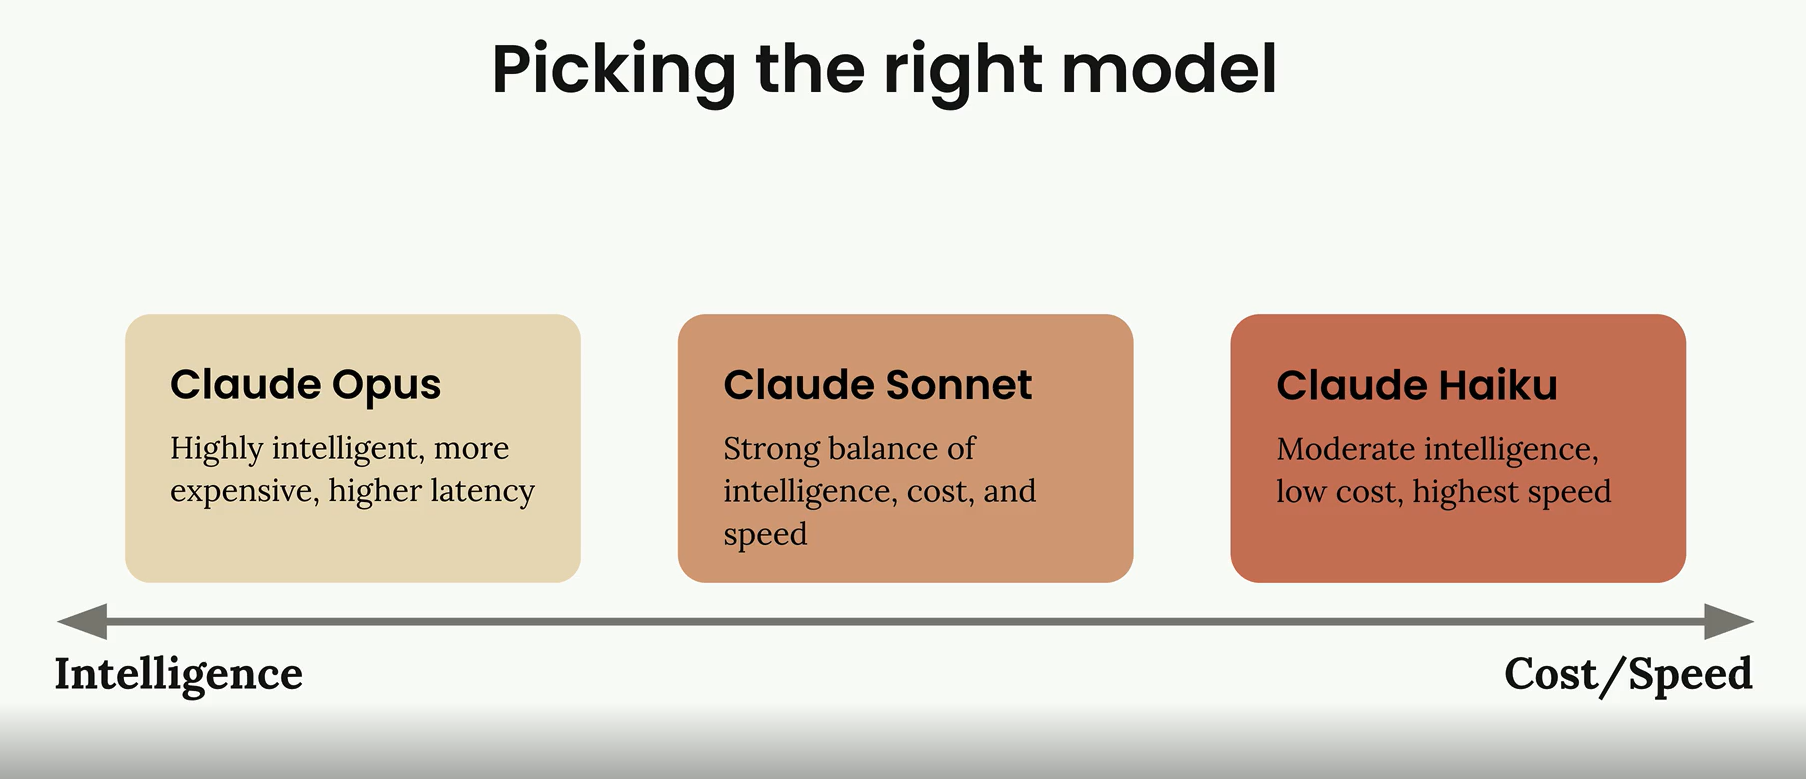 Picking the right model
Claude Opus
Highly intelligent, more
expensive, higher latency
Claude Sonnet
Strong balance of
intelligence, cost, and
speed
Claude Haiku
Moderate intelligence,
low cost, highest speed
Intelligence
Cost/Speed